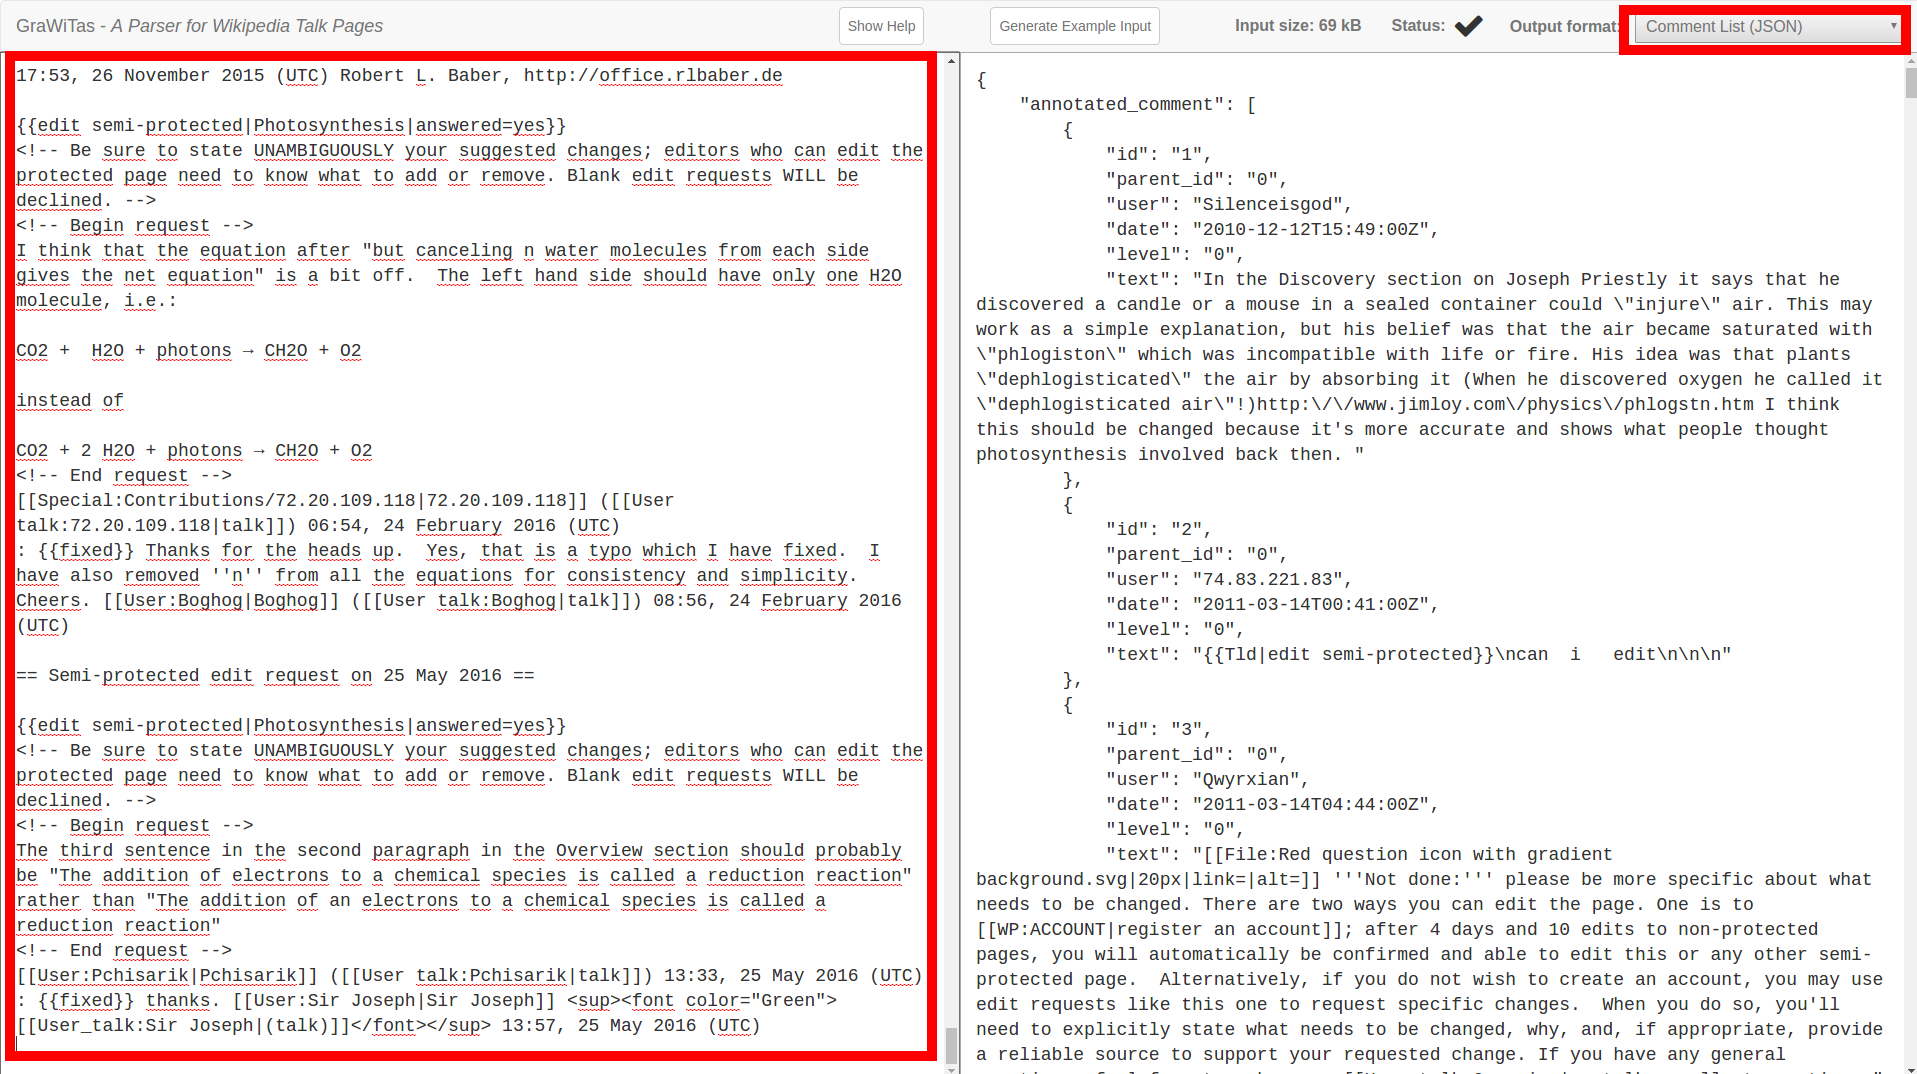 GraWiTas - A Parser for Wikipedia Talk Pages
Show Help
Generate Example Input
Input size: 69 kB
Status:
Output format:
Comment List (JSON)
17:53, 26 November 2015 (UTC) Robert L. Baber, http://office.rlbaber.de
{{edit semi-protected|Photosynthesis|answered=yes}}
<!-- Be sure to state UNAMBIGUOUSLY your suggested changes; editors who can edit the
protected page need to know what to add or remove. Blank edit requests WILL be
declined. -->
<!-- Begin request -->
I think that the equation after "but canceling n water molecules from each side
gives the net equation" is a bit off.  The left hand side should have only one H2O
molecule, i.e.:
CO2 +  H2O + photons → CH2O + O2
instead of
CO2 + 2 H2O + photons → CH2O + O2
<!-- End request -->
[[Special:Contributions/72.20.109.118|72.20.109.118]] ([[User
talk:72.20.109.118|talk]]) 06:54, 24 February 2016 (UTC)
: {{fixed}} Thanks for the heads up.  Yes, that is a typo which I have fixed.  I
have also removed ''n'' from all the equations for consistency and simplicity.
Cheers. [[User:Boghog|Boghog]] ([[User talk:Boghog|talk]]) 08:56, 24 February 2016
(UTC)
== Semi-protected edit request on 25 May 2016 ==
{{edit semi-protected|Photosynthesis|answered=yes}}
<!-- Be sure to state UNAMBIGUOUSLY your suggested changes; editors who can edit the
protected page need to know what to add or remove. Blank edit requests WILL be
declined. -->
<!-- Begin request -->
The third sentence in the second paragraph in the Overview section should probably
be "The addition of electrons to a chemical species is called a reduction reaction"
rather than "The addition of an electrons to a chemical species is called a
reduction reaction"
<!-- End request -->
[[User:Pchisarik|Pchisarik]] ([[User talk:Pchisarik|talk]]) 13:33, 25 May 2016 (UTC)
: {{fixed}} thanks. [[User:Sir Joseph|Sir Joseph]] <sup><font color="Green">
[[User_talk:Sir Joseph|(talk)]]</font></sup> 13:57, 25 May 2016 (UTC)
{
"annotated_comment": [
{
"id": "1",
"parent_id": "0",
"user": "Silenceisgod",
"date": "2010-12-12T15:49:00Z",
"level": "0",
"text": "In the Discovery section on Joseph Priestly it says that he
discovered a candle or a mouse in a sealed container could \"injure\" air. This may
work as a simple explanation, but his belief was that the air became saturated with
\"phlogiston\" which was incompatible with life or fire. His idea was that plants
\"dephlogisticated\" the air by absorbing it (When he discovered oxygen he called it
\"dephlogisticated air\"!)http:\/\/www.jimloy.com\/physics\/phlogstn.htm I think
this should be changed because it's more accurate and shows what people thought
photosynthesis involved back then. "
},
{
"id": "2",
"parent_id": "0",
"user": "74.83.221.83",
"date": "2011-03-14T00:41:00Z",
"level": "0",
"text": "{{Tld|edit semi-protected}}\ncan  i   edit\n\n\n"
},
{
"id": "3",
"parent_id": "0",
"user": "Qwyrxian",
"date": "2011-03-14T04:44:00Z",
"level": "0",
"text": "[[File:Red question icon with gradient
background.svg|20px|link=|alt=]] '''Not done:''' please be more specific about what
needs to be changed. There are two ways you can edit the page. One is to
[[WP:ACCOUNT|register an account]]; after 4 days and 10 edits to non-protected
pages, you will automatically be confirmed and able to edit this or any other semi-
protected page.  Alternatively, if you do not wish to create an account, you may use
edit requests like this one to request specific changes.  When you do so, you'll
need to explicitly state what needs to be changed, why, and, if appropriate, provide
a reliable source to support your requested change. If you have any general